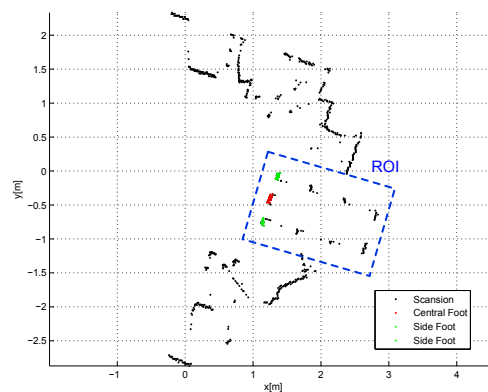 2
1.5
1
0.5
0
−0.5
−1
−1.5
−2
−2.5
y[m]
ROI
Scansion
Central Foot
Side Foot
Side Foot
−1
0
1
2
3
4
x[m]